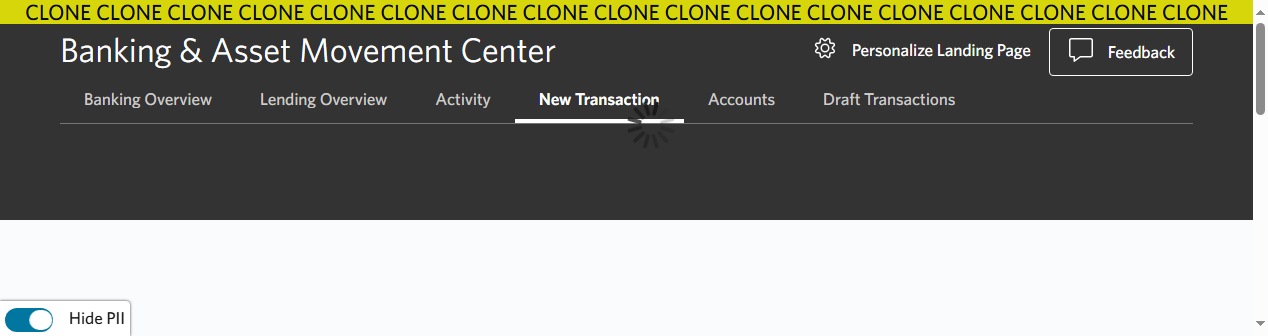 CLONE CLONE CLONE CLONE CLONE CLONE CLONE CLONE CLONE CLONE CLONE CLONE CLONE CLONE CLONE CLONE CLONE
Banking & Asset Movement Center
Personalize Landing Page
Feedback
Banking Overview
Lending Overview
Activity
New Transaction
Accounts
Draft Transactions
Hide PII